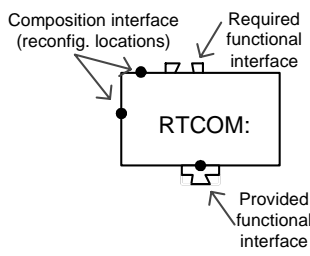 Composition interface
(reconfig. locations)
Required
functional
interface
RTCOM:
Provided
functional
interface